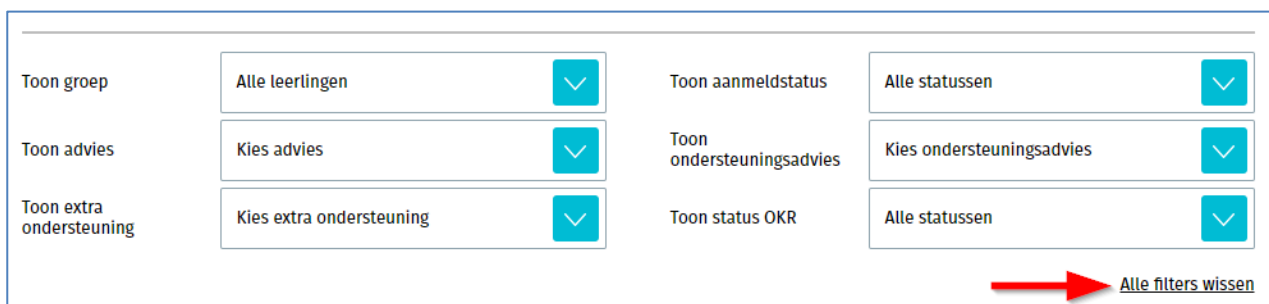 Toon groep
Alle leerlingen
Toon aanmeldstatus
Alle statussen
Toon advies
Kies advies
Toon
ondersteuningsadvies
Kies ondersteuningsadvies
Toon extra
ondersteuning
Kies extra ondersteuning
Toon status OKR
Alle statussen
Alle filters wissen